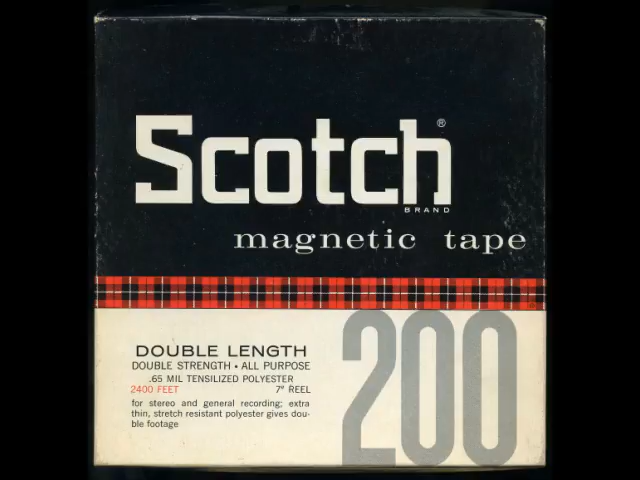 Scotch®
BRAND
magnetic tape
200
DOUBLE LENGTH
DOUBLE STRENGTH • ALL PURPOSE
.65 MIL TENSILIZED POLYESTER
2400 FEET 7" REEL
for stereo and general recording; extra
thin, stretch resistant polyester gives dou-
ble footage